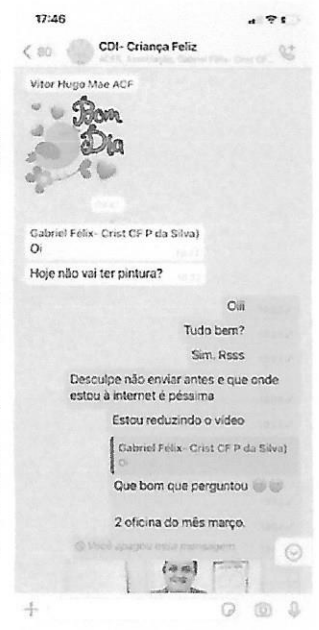 17:46
80
CDI- Criança Feliz
Vitor Hugo Mae ACF
Bom
Dia
Gabriel Félix- Crist CF P da Silva)
Oi
Hoje não vai ter pintura?
Oiii
Tudo bem?
Sim. Rsss
Desculpe não enviar antes e que onde
estou à internet é péssima
Estou reduzindo o vídeo
Gabriel Félix- Crist CF P da Silva)
Oi
Que bom que perguntou
2 oficina do mês março.
Você apagou essa mensagem